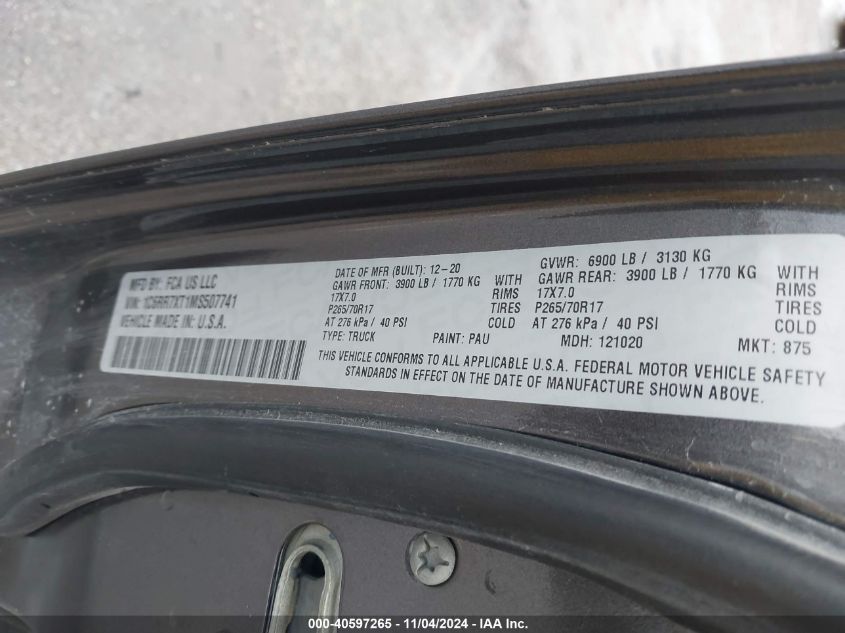 MFD BY: FCA US LLC
VIN: 1C6RR7XT1MS507741
VEHICLE MADE IN: U.S.A.
DATE OF MFR (BUILT): 12-20
GAWR FRONT: 3900 LB / 1770 KG WITH
17X7.0 RIMS
P265/70R17 TIRES
AT 276 kPa / 40 PSI COLD
TYPE: TRUCK PAINT: PAU
GVWR: 6900 LB / 3130 KG
GAWR REAR: 3900 LB / 1770 KG WITH
17X7.0 RIMS
P265/70R17 TIRES
AT 276 kPa / 40 PSI COLD
MDH: 121020 MKT: 875
THIS VEHICLE CONFORMS TO ALL APPLICABLE U.S.A. FEDERAL MOTOR VEHICLE SAFETY
STANDARDS IN EFFECT ON THE DATE OF MANUFACTURE SHOWN ABOVE.
000-40597265 - 11/04/2024 - IAA Inc.